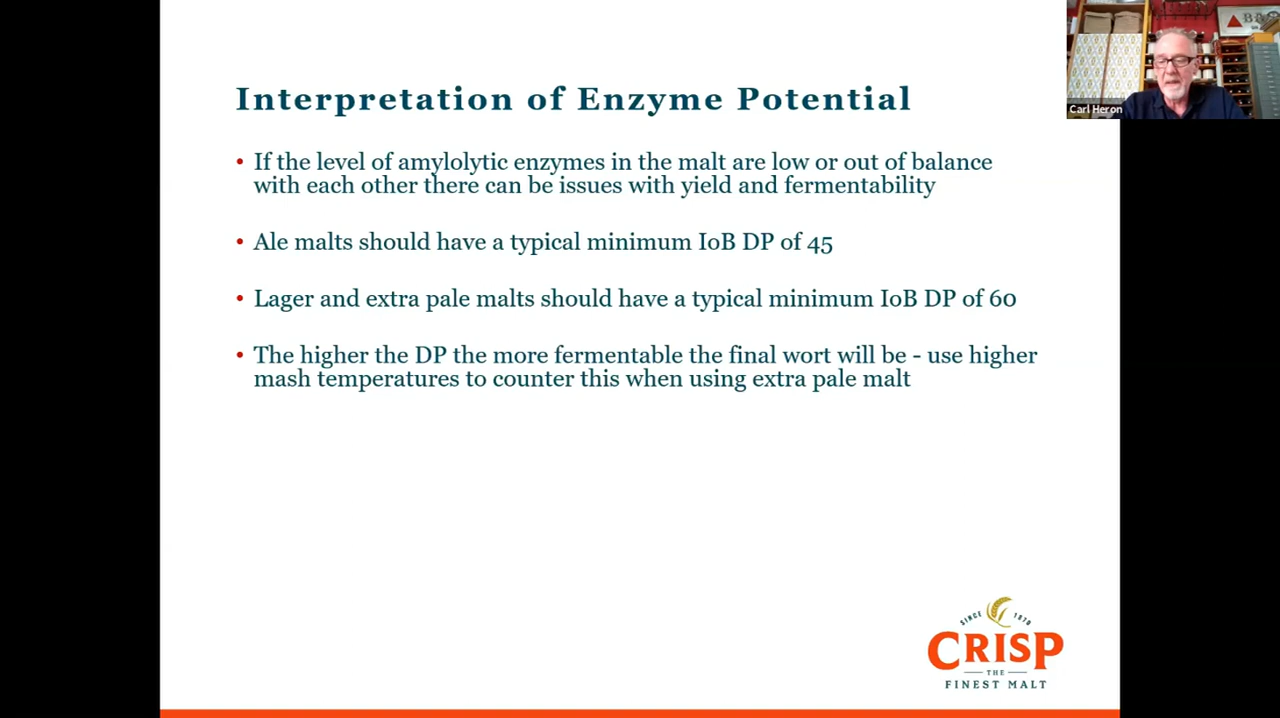 Interpretation of Enzyme Potential
• If the level of amylolytic enzymes in the malt are low or out of balance
with each other there can be issues with yield and fermentability
• Ale malts should have a typical minimum IoB DP of 45
• Lager and extra pale malts should have a typical minimum IoB DP of 60
• The higher the DP the more fermentable the final wort will be - use higher
mash temperatures to counter this when using extra pale malt
Carl Heron
SINCE 1870
CRISP
THE
FINEST MALT